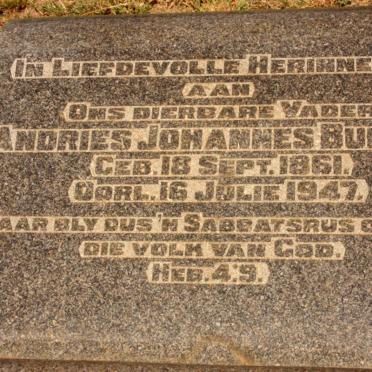 In Liefdevolle Herinne
aan
Ons dierbare Vader
Andries Johannes Bu
Geb. 18 Sept. 1861.
Oorl. 16 Julie 1947.
aar bly dus 'n Sabbatsrus
die volk van God.
Heb. 4:9.